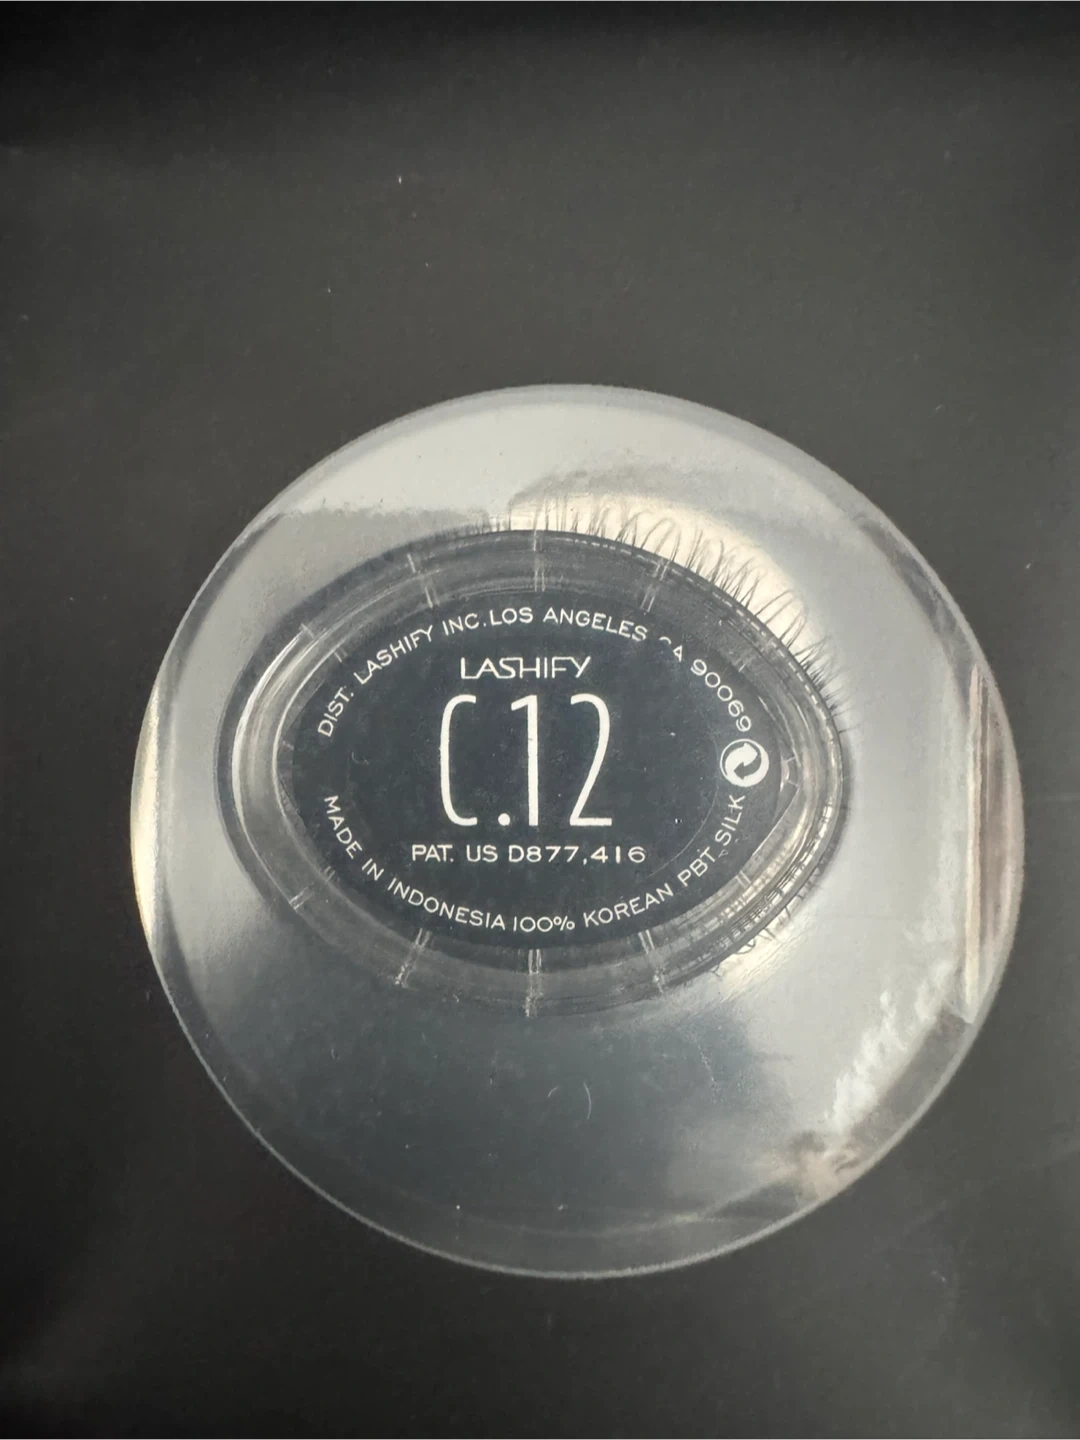 DIST. LASHIFY INC. LOS ANGELES CA 90069
LASHIFY
C.12
PAT. US D877,416
MADE IN INDONESIA 100% KOREAN PBT SILK